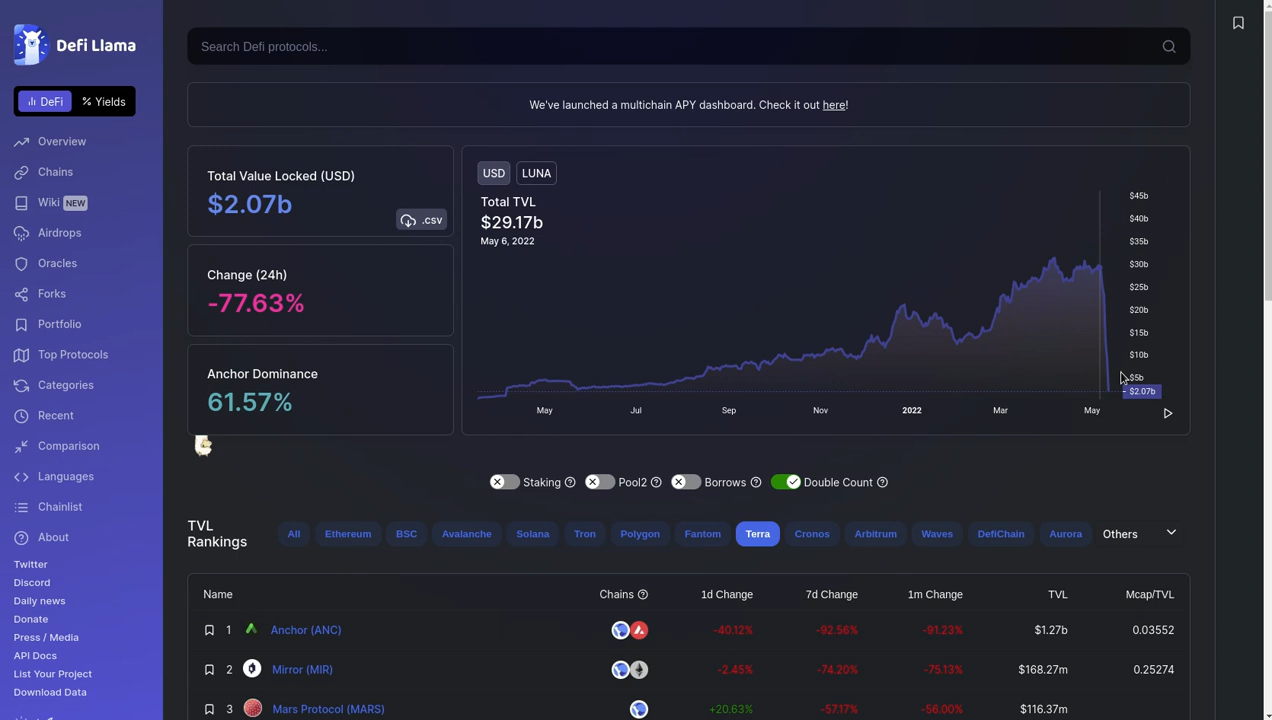 Defi Llama
DeFi
Yields
Overview
Chains
Wiki NEW
Airdrops
Oracles
Forks
Portfolio
Top Protocols
Categories
Recent
Comparison
Languages
Chainlist
About
Twitter
Discord
Daily news
Donate
Press / Media
API Docs
List Your Project
Download Data
Search Defi protocols...
We've launched a multichain APY dashboard. Check it out here!
Total Value Locked (USD)
$2.07b
.csv
Change (24h)
-77.63%
Anchor Dominance
61.57%
USD LUNA
Total TVL
$29.17b
May 6, 2022
$45b
$40b
$35b
$30b
$25b
$20b
$15b
$10b
$5b
$2.07b
May Jul Sep Nov 2022 Mar May
Staking Pool2 Borrows Double Count
TVL Rankings
All Ethereum BSC Avalanche Solana Tron Polygon Fantom Terra Cronos Arbitrum Waves DefiChain Aurora Others
Name Chains 1d Change 7d Change 1m Change TVL Mcap/TVL
1 Anchor (ANC) -40.12% -92.56% -91.23% $1.27b 0.03552
2 Mirror (MIR) -2.45% -74.20% -75.13% $168.27m 0.25274
3 Mars Protocol (MARS) +20.63% -57.17% -56.00% $116.37m